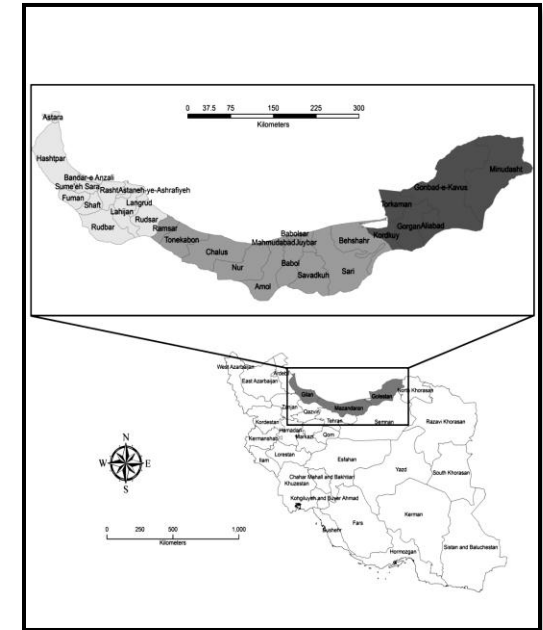 0 37.5 75 150 225 300
Kilometers
Astara
Hashtpar
Bandar-e Anzali
Sume'eh Sara
Rasht
Astaneh-ye-Ashrafiyeh
Fuman
Shaft
Langrud
Lahijan
Rudsar
Rudbar
Ramsar
Tonekabon
Chalus
Nur
Amol
Mahmudabad
Babolsar
Juybar
Babol
Savadkuh
Behshahr
Sari
Kordkuy
Torkaman
Gorgan
Aliabad
Gonbad-e-Kavus
Minudasht
West Azarbaijan
Ardebil
East Azarbaijan
Gilan
Mazandaran
Golestan
North Khorasan
Zanjan
Qazvin
Tehran
Semnan
Razavi Khorasan
Kordestan
Hamadan
Kermanshah
Markazi
Qom
Ilam
Lorestan
Esfahan
Yazd
South Khorasan
Chahar Mahall and Bakhtiari
Khuzestan
Kohgiluyeh and Buyer Ahmad
Fars
Kerman
Bushehr
Hormozgan
Sistan and Baluchestan
N
W E
S
0 250 500 1,000
Kilometers